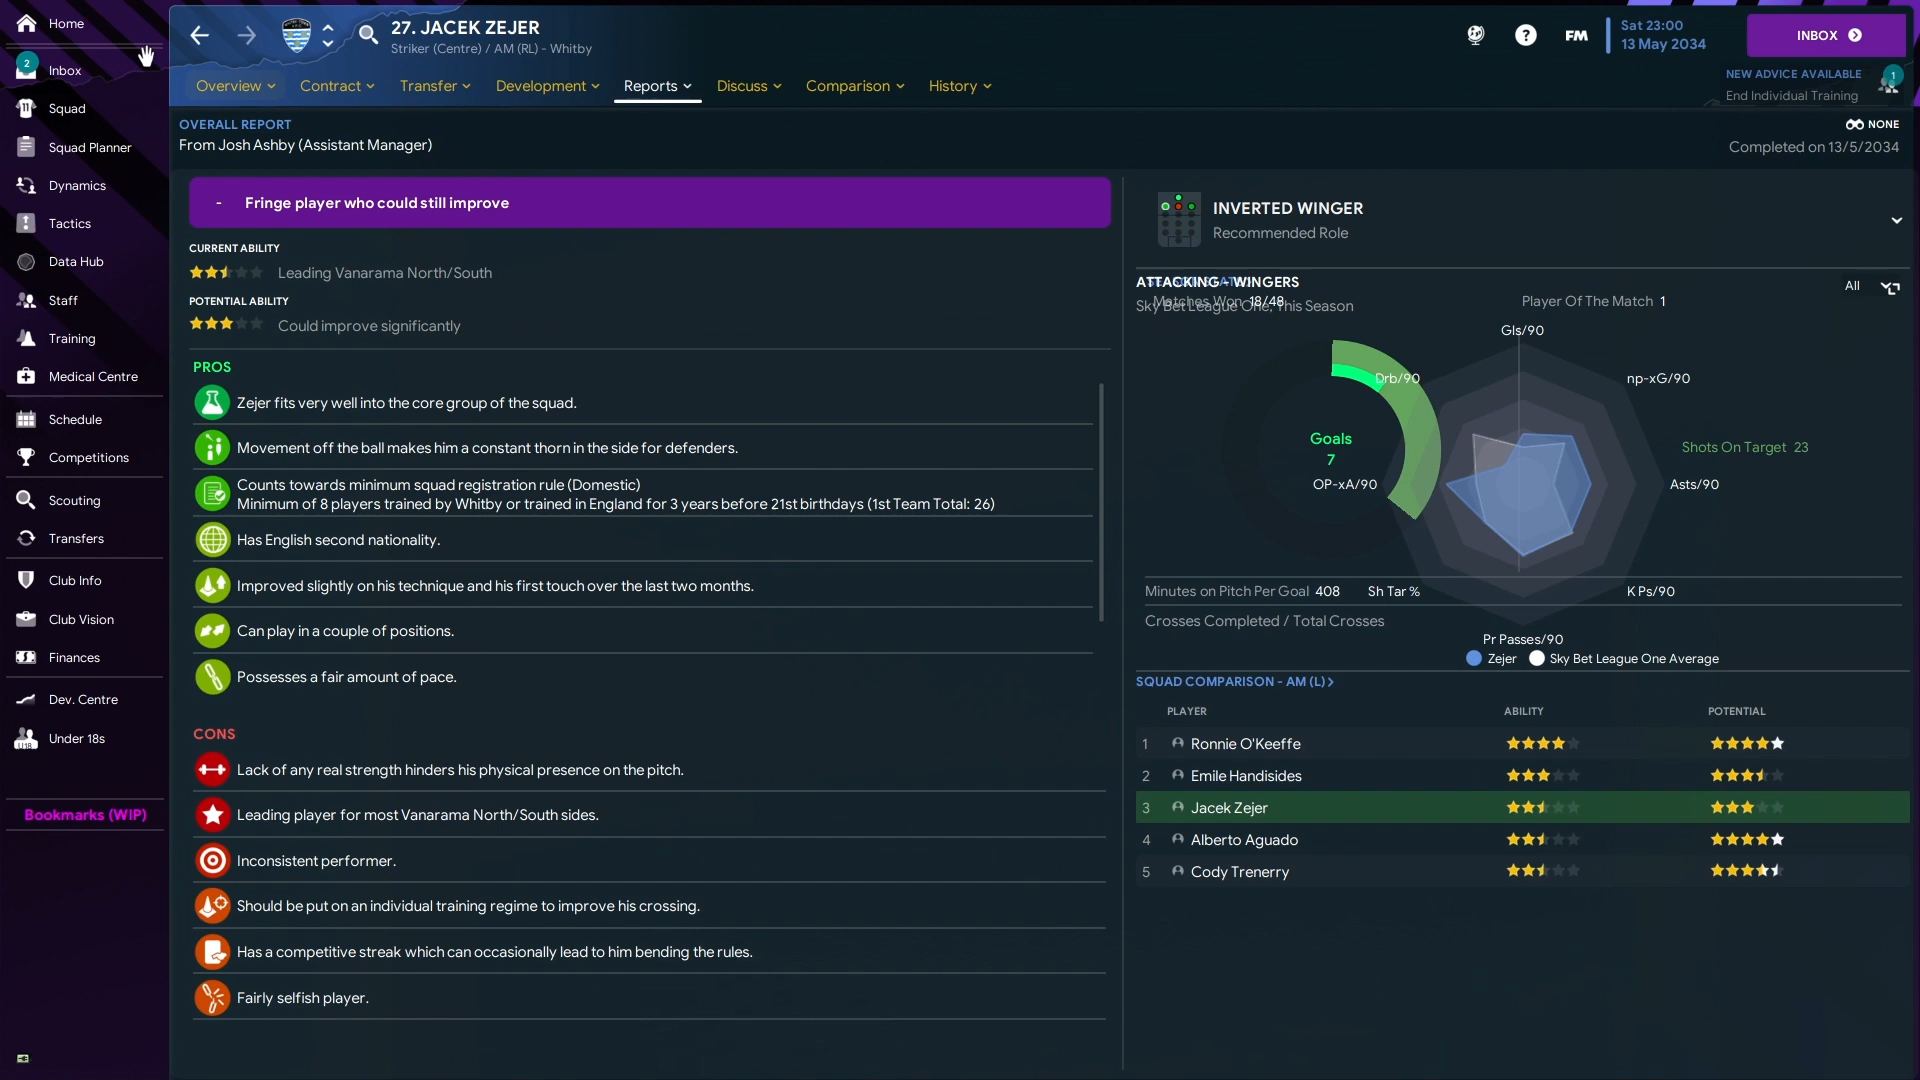 Home
2
Inbox
Squad
Squad Planner
Dynamics
Tactics
Data Hub
Staff
Training
Medical Centre
Schedule
Competitions
Scouting
Transfers
Club Info
Club Vision
Finances
Dev. Centre
Under 18s
Bookmarks (WIP)
27. JACEK ZEJER
Striker (Centre) / AM (RL) - Whitby
? FM
Sat 23:00
13 May 2034
INBOX
Overview Contract Transfer Development Reports Discuss Comparison History
NEW ADVICE AVAILABLE 1
End Individual Training
OVERALL REPORT
From Josh Ashby (Assistant Manager)
NONE
Completed on 13/5/2034
- Fringe player who could still improve
CURRENT ABILITY
Leading Vanarama North/South
POTENTIAL ABILITY
Could improve significantly
PROS
Zejer fits very well into the core group of the squad.
Movement off the ball makes him a constant thorn in the side for defenders.
Counts towards minimum squad registration rule (Domestic)
Minimum of 8 players trained by Whitby or trained in England for 3 years before 21st birthdays (1st Team Total: 26)
Has English second nationality.
Improved slightly on his technique and his first touch over the last two months.
Can play in a couple of positions.
Possesses a fair amount of pace.
CONS
Lack of any real strength hinders his physical presence on the pitch.
Leading player for most Vanarama North/South sides.
Inconsistent performer.
Should be put on an individual training regime to improve his crossing.
Has a competitive streak which can occasionally lead to him bending the rules.
Fairly selfish player.
INVERTED WINGER
Recommended Role
ATTACKING - WINGERS
All
Matches Won 18/48
Sky Bet League One, This Season
Player Of The Match 1
Gls/90
Drb/90
np-xG/90
Goals
7
Shots On Target 23
OP-xA/90
Asts/90
Minutes on Pitch Per Goal 408
Sh Tar %
K Ps/90
Crosses Completed / Total Crosses
Pr Passes/90
Zejer Sky Bet League One Average
SQUAD COMPARISON - AM (L)
PLAYER ABILITY POTENTIAL
1 Ronnie O'Keeffe
2 Emile Handisides
3 Jacek Zejer
4 Alberto Aguado
5 Cody Trenerry